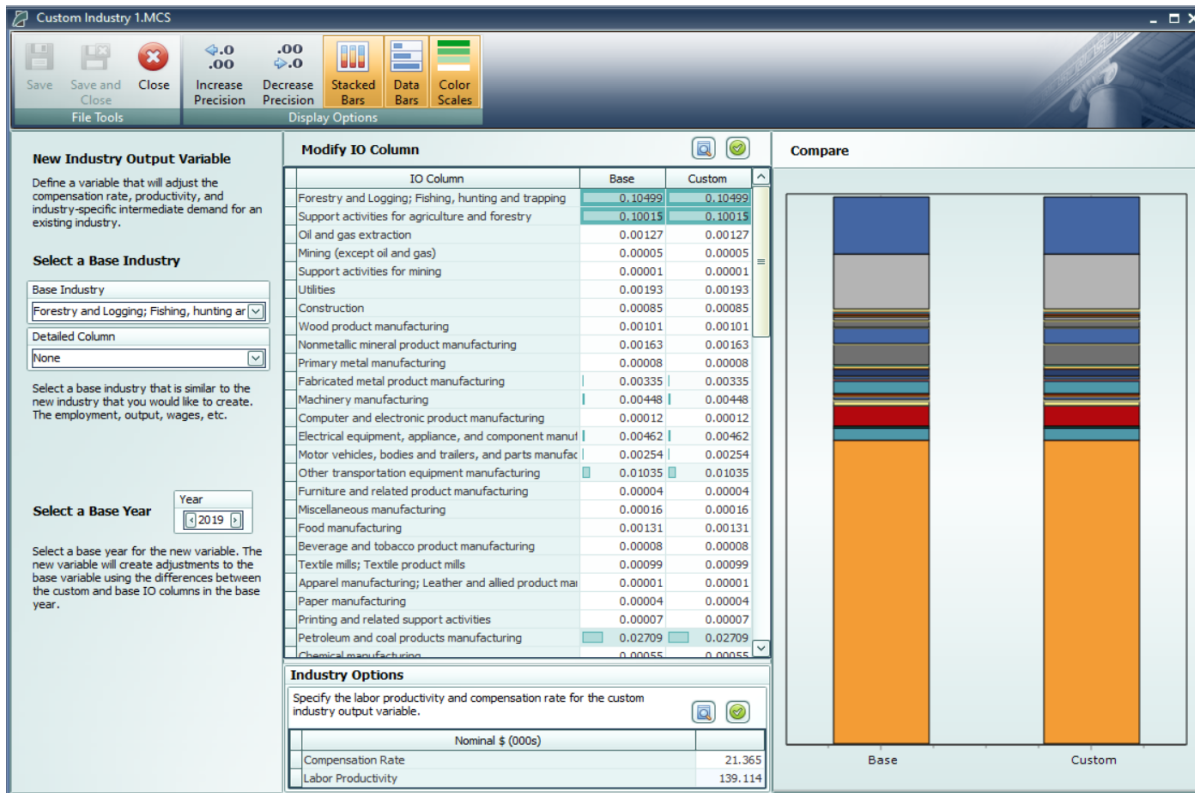 Custom Industry 1.MCS
Save
Save and
Close
Close
Increase
Precision
Decrease
Precision
Stacked
Bars
Data
Bars
Color
Scales
File Tools
Display Options
New Industry Output Variable
Define a variable that will adjust the
compensation rate, productivity, and
industry-specific intermediate demand for an
existing industry.
Select a Base Industry
Base Industry
Forestry and Logging; Fishing, hunting ar
Detailed Column
None
Select a base industry that is similar to the
new industry that you would like to create.
The employment, output, wages, etc.
Select a Base Year
Year
2019
Select a base year for the new variable. The
new variable will create adjustments to the
base variable using the differences between
the custom and base IO columns in the base
year.
Modify IO Column
IO Column Base Custom
Forestry and Logging; Fishing, hunting and trapping 0.10499 0.10499
Support activities for agriculture and forestry 0.10015 0.10015
Oil and gas extraction 0.00127 0.00127
Mining (except oil and gas) 0.00005 0.00005
Support activities for mining 0.00001 0.00001
Utilities 0.00193 0.00193
Construction 0.00085 0.00085
Wood product manufacturing 0.00101 0.00101
Nonmetallic mineral product manufacturing 0.00163 0.00163
Primary metal manufacturing 0.00008 0.00008
Fabricated metal product manufacturing 0.00335 0.00335
Machinery manufacturing 0.00448 0.00448
Computer and electronic product manufacturing 0.00012 0.00012
Electrical equipment, appliance, and component manuf 0.00462 0.00462
Motor vehicles, bodies and trailers, and parts manufac 0.00254 0.00254
Other transportation equipment manufacturing 0.01035 0.01035
Furniture and related product manufacturing 0.00004 0.00004
Miscellaneous manufacturing 0.00016 0.00016
Food manufacturing 0.00131 0.00131
Beverage and tobacco product manufacturing 0.00008 0.00008
Textile mills; Textile product mills 0.00099 0.00099
Apparel manufacturing; Leather and allied product mai 0.00001 0.00001
Paper manufacturing 0.00004 0.00004
Printing and related support activities 0.00007 0.00007
Petroleum and coal products manufacturing 0.02709 0.02709
Chemical manufacturing 0.00055 0.00055
Industry Options
Specify the labor productivity and compensation rate for the custom
industry output variable.
Nominal $ (000s)
Compensation Rate 21.365
Labor Productivity 139.114
Compare
Base Custom